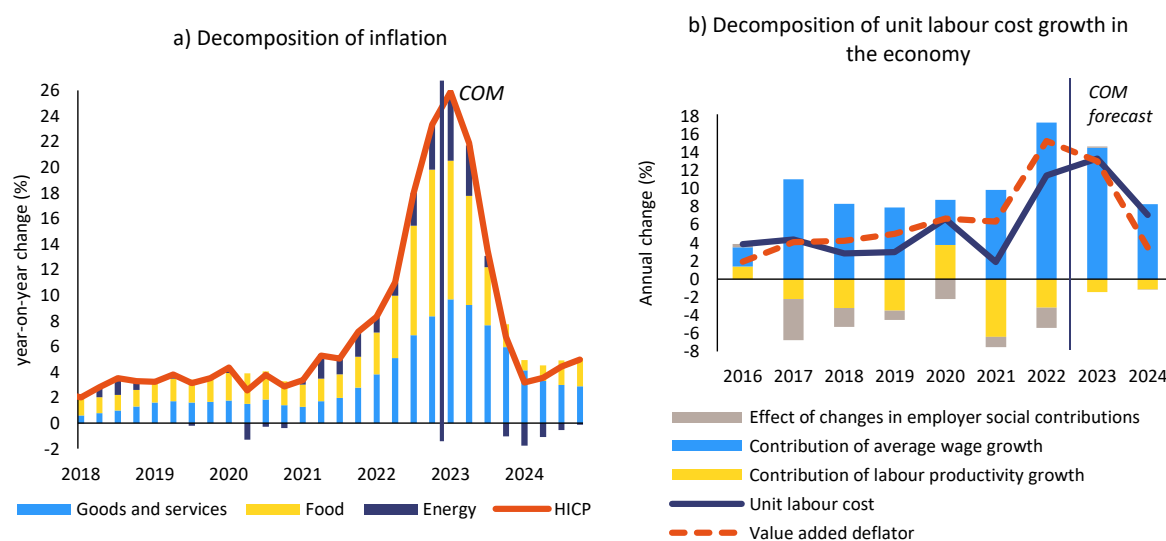 a) Decomposition of inflation
year-on-year change (%)
26
24
22
20
18
16
14
12
10
8
6
4
2
0
-2
COM
2018 2019 2020 2021 2022 2023 2024
Goods and services Food Energy HICP
b) Decomposition of unit labour cost growth in
the economy
Annual change (%)
18
16
14
12
10
8
6
4
2
0
-2
-4
-6
-8
COM
forecast
2016 2017 2018 2019 2020 2021 2022 2023 2024
Effect of changes in employer social contributions
Contribution of average wage growth
Contribution of labour productivity growth
Unit labour cost
Value added deflator